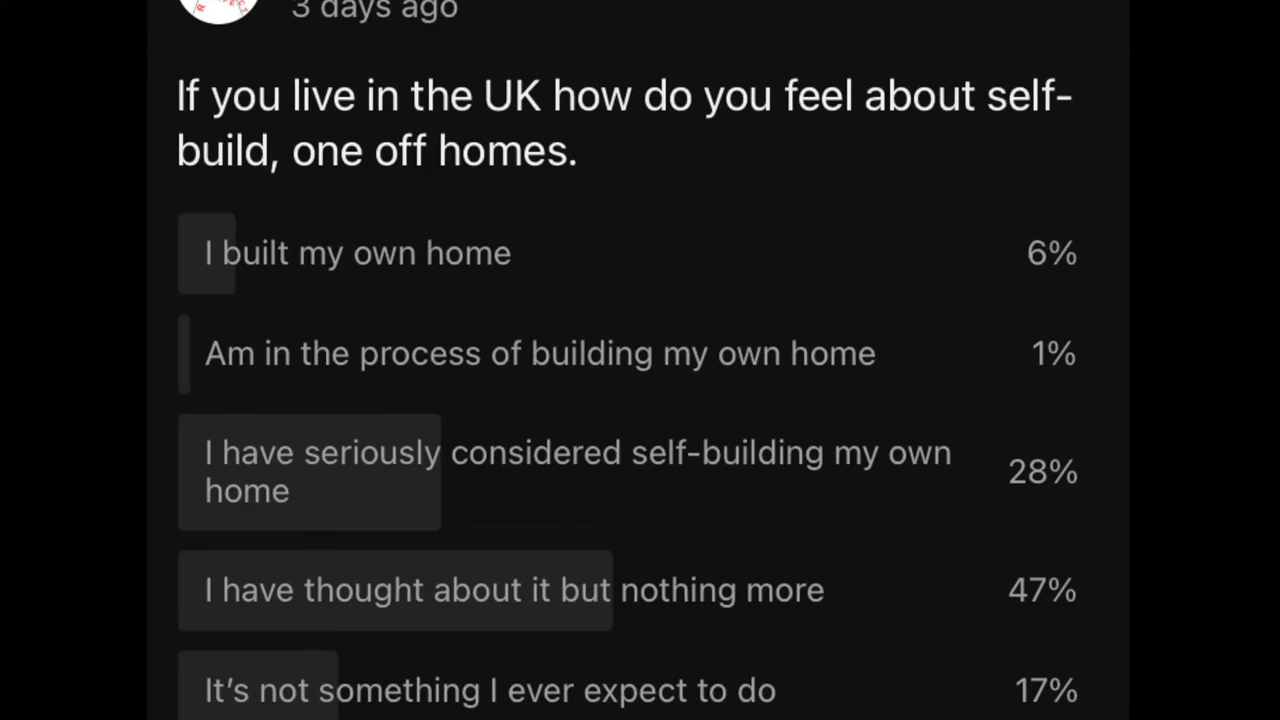 3 days ago
If you live in the UK how do you feel about self-
build, one off homes.
I built my own home 6%
Am in the process of building my own home 1%
I have seriously considered self-building my own
home 28%
I have thought about it but nothing more 47%
It's not something I ever expect to do 17%